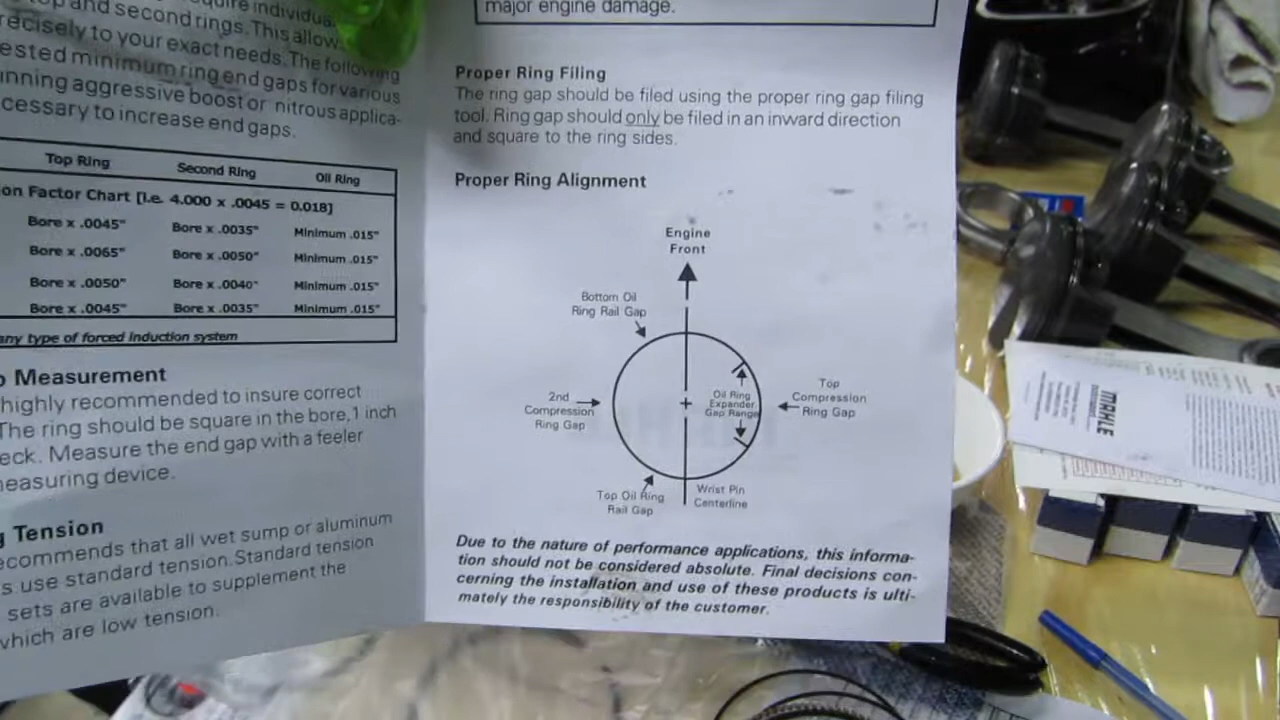 quire individua
top and second rings. This allow
recisely to your exact needs. The following
ested minimum ring end gaps for various
unning aggressive boost or nitrous applica-
cessary to increase end gaps.
Top Ring Second Ring Oil Ring
on Factor Chart [i.e. 4.000 x .0045 = 0.018]
Bore x .0045" Bore x .0035" Minimum .015"
Bore x .0065" Bore x .0050" Minimum .015"
Bore x .0050" Bore x .0040" Minimum .015"
Bore x .0045" Bore x .0035" Minimum .015"
any type of forced induction system
p Measurement
highly recommended to insure correct
The ring should be square in the bore, 1 inch
eck. Measure the end gap with a feeler
measuring device.
g Tension
ecommends that all wet sump or aluminum
s use standard tension. Standard tension
sets are available to supplement the
which are low tension.
major engine damage.
Proper Ring Filing
The ring gap should be filed using the proper ring gap filing
tool. Ring gap should only be filed in an inward direction
and square to the ring sides.
Proper Ring Alignment
Engine
Front
Bottom Oil
Ring Rail Gap
2nd
Compression
Ring Gap
Oil Ring
Expander
Gap Range
Top
Compression
Ring Gap
Top Oil Ring
Rail Gap
Wrist Pin
Centerline
Due to the nature of performance applications, this informa-
tion should not be considered absolute. Final decisions con-
cerning the installation and use of these products is ulti-
mately the responsibility of the customer.
MAHLE